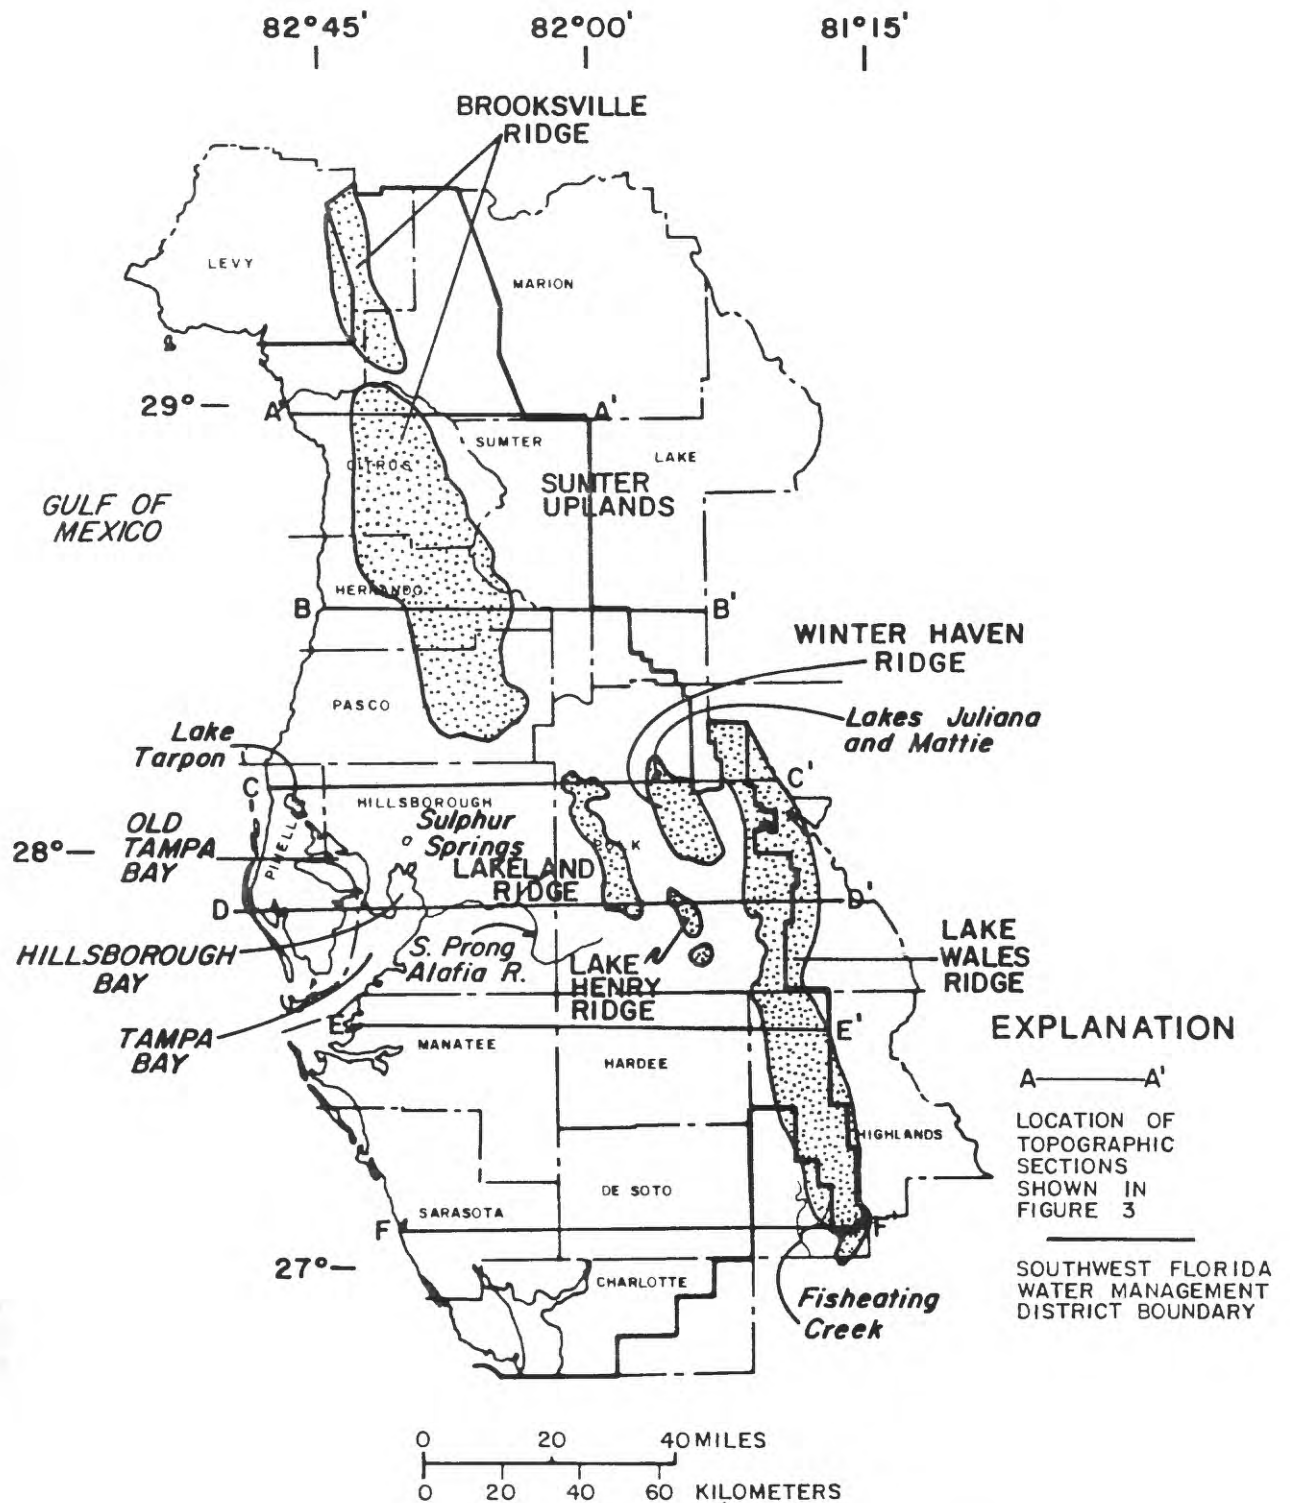 82°45'
82°00'
81°15'
BROOKSVILLE
RIDGE
LEVY
MARION
29°
A
A'
SUMTER
LAKE
CITRUS
SUMTER
UPLANDS
GULF OF
MEXICO
HERNANDO
B
B'
WINTER HAVEN
RIDGE
PASCO
Lakes Juliana
and Mattie
Lake
Tarpon
C
C'
HILLSBOROUGH
Sulphur
Springs
OLD
TAMPA
BAY
28°
PINELL
POLK
LAKELAND
RIDGE
D
D'
HILLSBOROUGH
BAY
S. Prong
Alafia R.
LAKE
HENRY
RIDGE
LAKE
WALES
RIDGE
TAMPA
BAY
E
E'
MANATEE
HARDEE
EXPLANATION
A A'
LOCATION OF
TOPOGRAPHIC
SECTIONS
SHOWN IN
FIGURE 3
HIGHLANDS
DE SOTO
SARASOTA
F
F'
27°
CHARLOTTE
Fisheating
Creek
SOUTHWEST FLORIDA
WATER MANAGEMENT
DISTRICT BOUNDARY
0 20 40 MILES
0 20 40 60 KILOMETERS